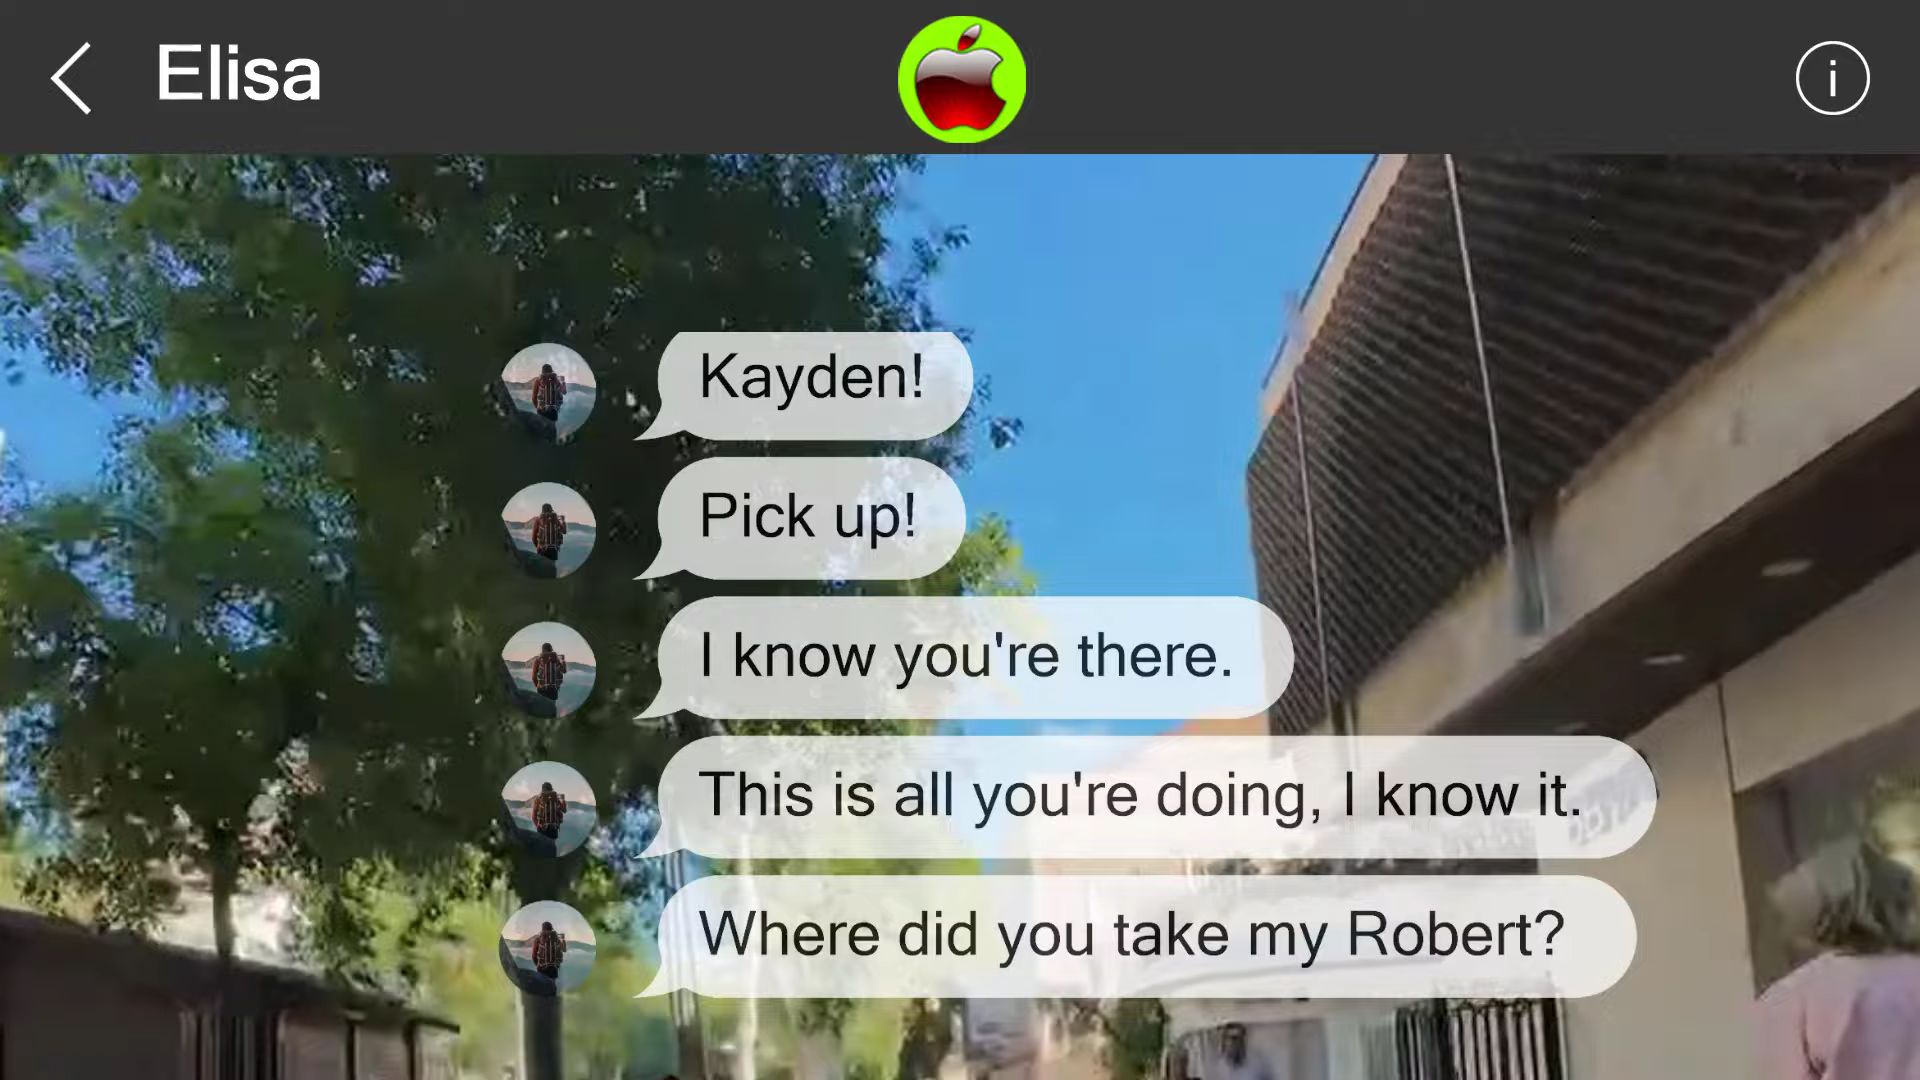 Elisa
Kayden!
Pick up!
I know you're there.
This is all you're doing, I know it.
Where did you take my Robert?